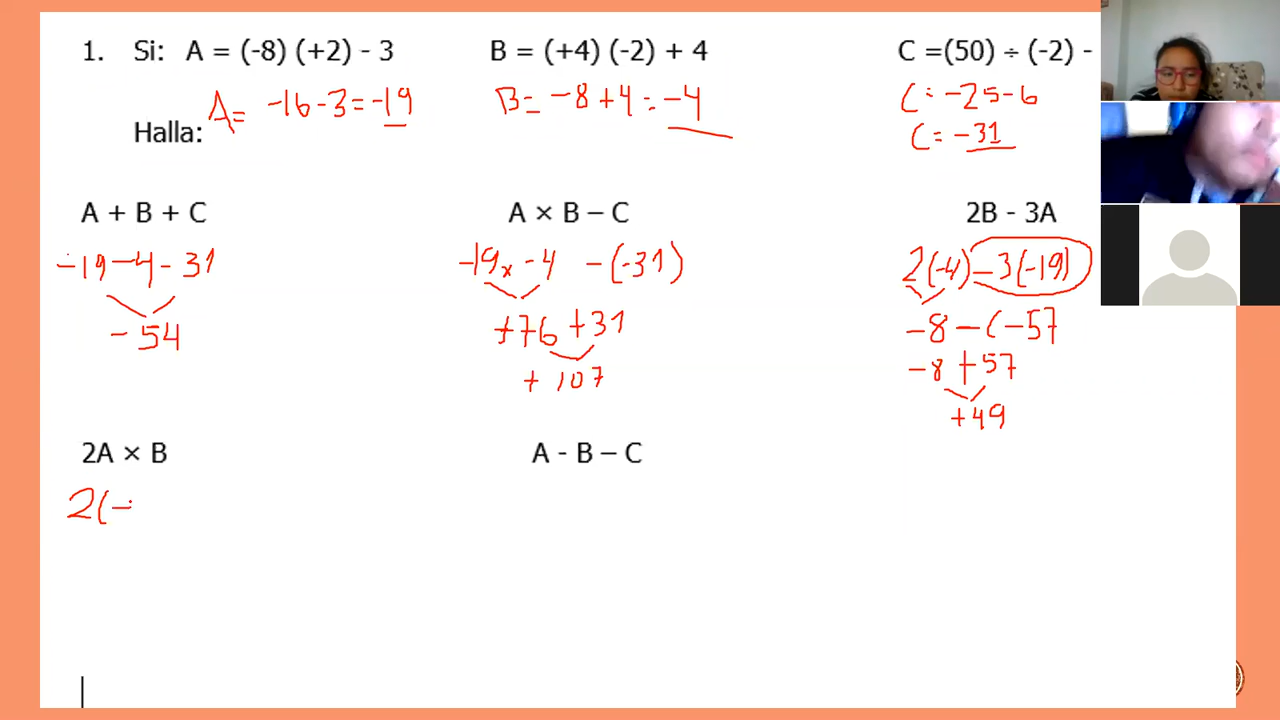 1. Si: A = (-8) (+2) - 3 B = (+4) (-2) + 4 C =(50) ÷ (-2) -
A= -16-3=-19 B= -8+4=-4 C= -25-6
Halla: C= -31
A + B + C A × B – C 2B - 3A
-19-4-31 -19x-4 -(-31) 2(-4)-3(-19)
-54 +76+31 -8-(-57
+107 -8+57
+49
2A × B A - B – C
2(-